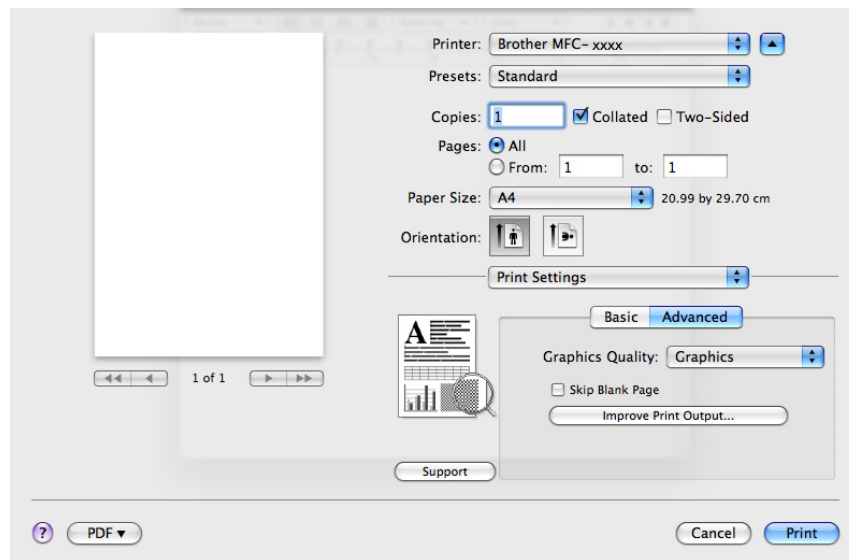 Printer: Brother MFC- xxxx
Presets: Standard
Copies: 1 Collated Two-Sided
Pages: All
From: 1 to: 1
Paper Size: A4 20.99 by 29.70 cm
Orientation:
Print Settings
Basic Advanced
A
Graphics Quality: Graphics
1 of 1
Skip Blank Page
Improve Print Output...
Support
? PDF Cancel Print